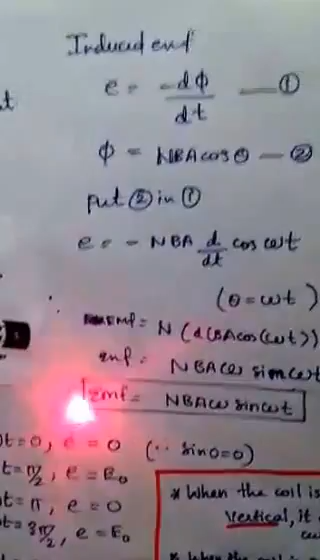 Induced emf
t
e = -dΦ/dt —①
Φ = NBA cos θ —②
Put ② in ①
e = - NBA d/dt cos ωt
(θ = ωt)
Emf = N (d(BA cos(ωt))
emf = NBAω sin ωt
emf = NBAω sin ωt
t=0, e = 0 (∵ sin 0=0)
t=π/2, e = E₀
t= π, e = 0
t= 3π/2, e = E₀
* When the coil is
vertical, it